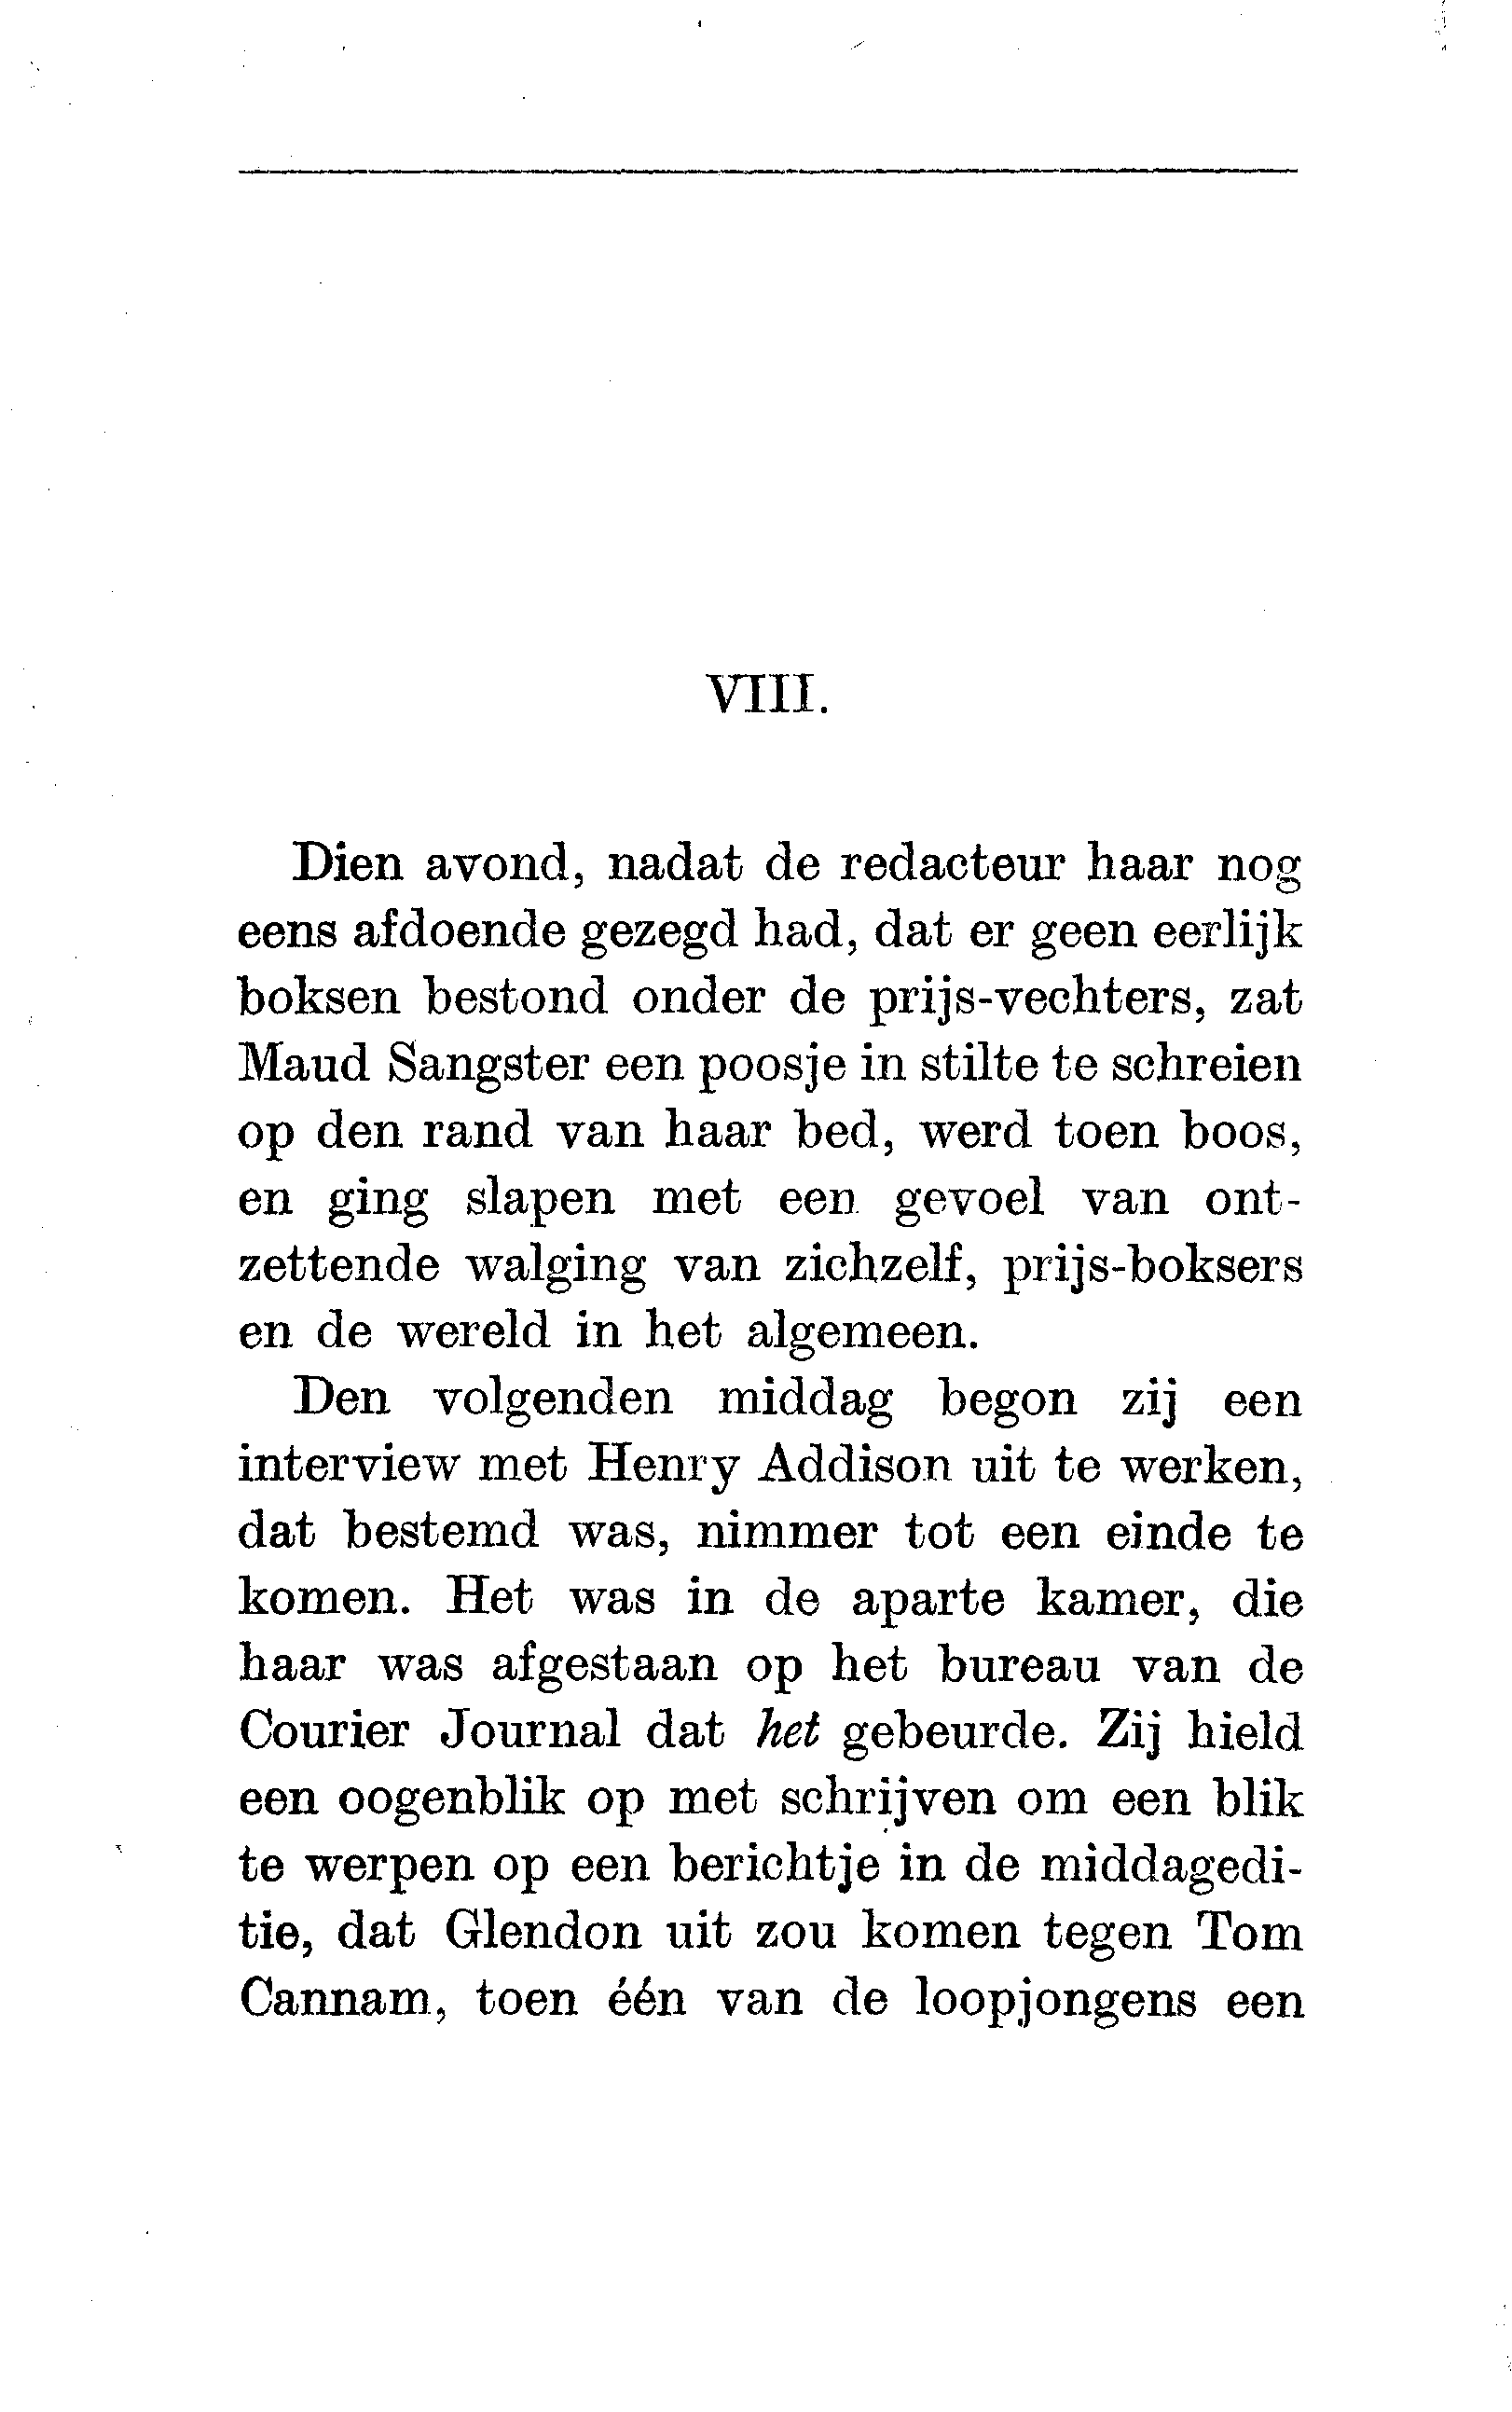 VIII.
Dien avond, nadat de redacteur haar nog
eens afdoende gezegd had, dat er geen eerlijk
boksen bestond onder de prijs-vechters, zat
Maud Sangster een poosje in stilte te schreien
op den rand van haar bed, werd toen boos,
en ging slapen met een gevoel van ont-
zettende walging van zichzelf, prijs-boksers
en de wereld in het algemeen.
Den volgenden middag begon zij een
interview met Henry Addison uit te werken,
dat bestemd was, nimmer tot een einde te
komen. Het was in de aparte kamer, die
haar was afgestaan op het bureau van de
Courier Journal dat het gebeurde. Zij hield
een oogenblik op met schrijven om een blik
te werpen op een berichtje in de middagedi-
tie, dat Glendon uit zou komen tegen Tom
Cannam, toen één van de loopjongens een